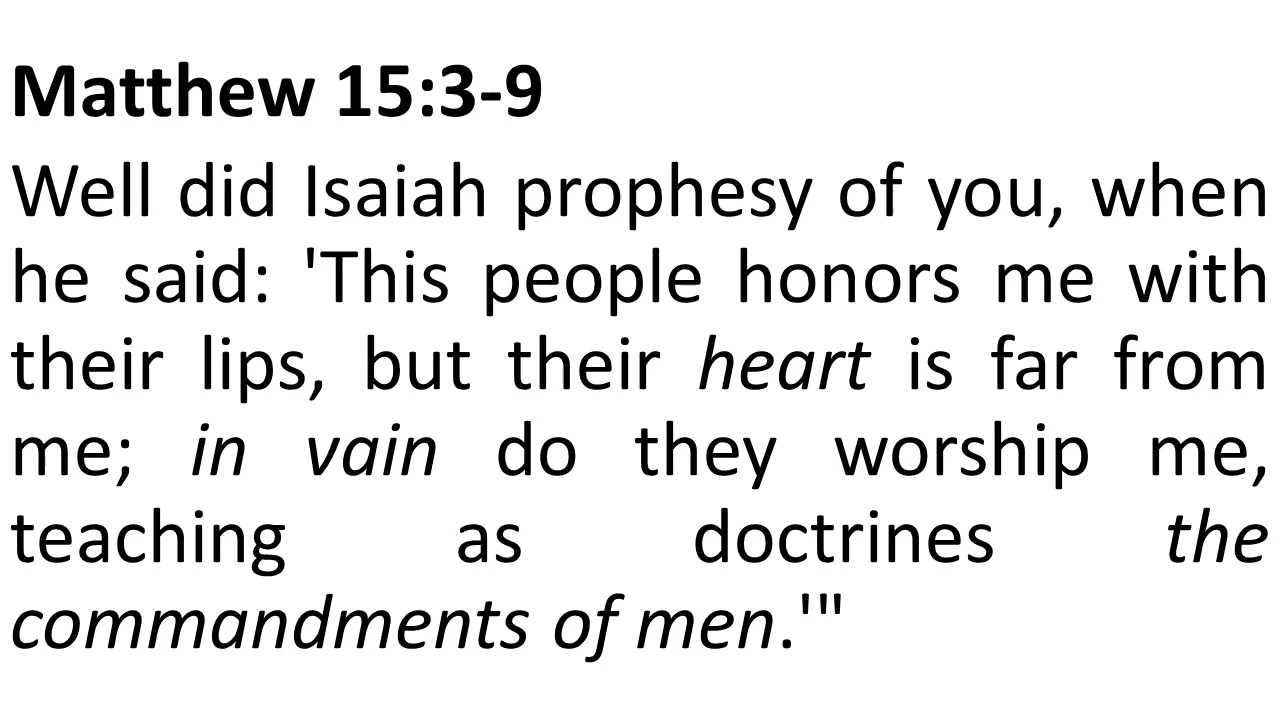 Matthew 15:3-9
Well did Isaiah prophesy of you, when
he said: 'This people honors me with
their lips, but their heart is far from
me; in vain do they worship me,
teaching as doctrines the
commandments of men.'"